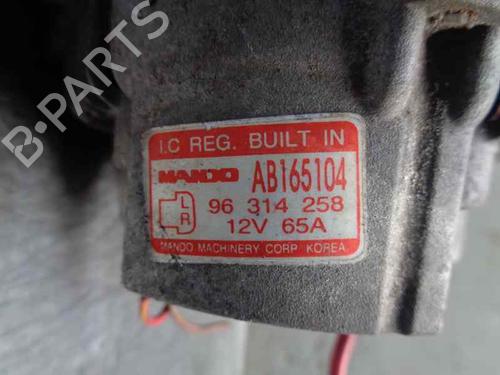 I.C REG. BUILT IN
MANDO AB165104
L
R
96 314 258
12V 65A
MANDO MACHINERY CORP KOREA.
B-PARTS